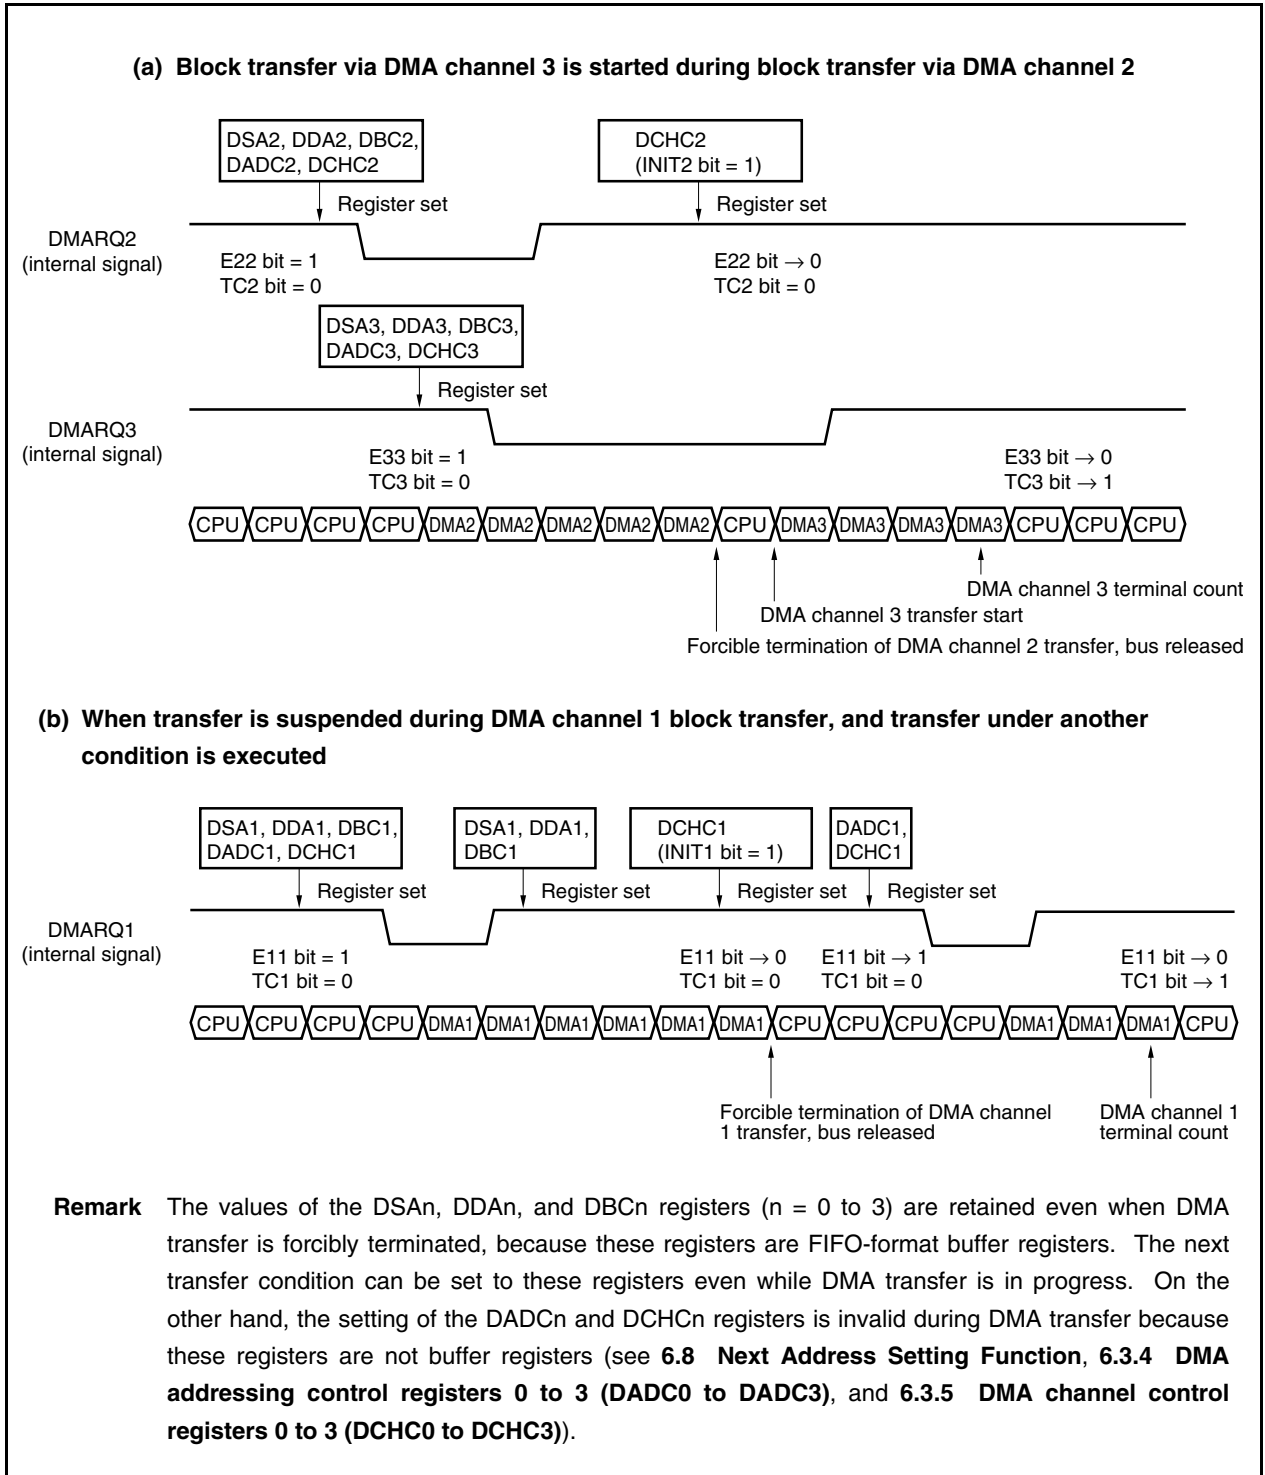 (a) Block transfer via DMA channel 3 is started during block transfer via DMA channel 2
DSA2, DDA2, DBC2,
DADC2, DCHC2
DCHC2
(INIT2 bit = 1)
Register set
Register set
DMARQ2
(internal signal)
E22 bit = 1
TC2 bit = 0
E22 bit → 0
TC2 bit = 0
DSA3, DDA3, DBC3,
DADC3, DCHC3
Register set
DMARQ3
(internal signal)
E33 bit = 1
TC3 bit = 0
E33 bit → 0
TC3 bit → 1
CPU CPU CPU CPU DMA2 DMA2 DMA2 DMA2 DMA2 CPU DMA3 DMA3 DMA3 DMA3 CPU CPU CPU
DMA channel 3 terminal count
DMA channel 3 transfer start
Forcible termination of DMA channel 2 transfer, bus released
(b) When transfer is suspended during DMA channel 1 block transfer, and transfer under another
condition is executed
DSA1, DDA1, DBC1,
DADC1, DCHC1
DSA1, DDA1,
DBC1
DCHC1
(INIT1 bit = 1)
DADC1,
DCHC1
Register set
Register set
Register set
Register set
DMARQ1
(internal signal)
E11 bit = 1
TC1 bit = 0
E11 bit → 0
TC1 bit = 0
E11 bit → 1
TC1 bit = 0
E11 bit → 0
TC1 bit → 1
CPU CPU CPU CPU DMA1 DMA1 DMA1 DMA1 DMA1 DMA1 CPU CPU CPU CPU DMA1 DMA1 DMA1 CPU
Forcible termination of DMA channel
1 transfer, bus released
DMA channel 1
terminal count
Remark The values of the DSAn, DDAn, and DBCn registers (n = 0 to 3) are retained even when DMA
transfer is forcibly terminated, because these registers are FIFO-format buffer registers. The next
transfer condition can be set to these registers even while DMA transfer is in progress. On the
other hand, the setting of the DADCn and DCHCn registers is invalid during DMA transfer because
these registers are not buffer registers (see 6.8 Next Address Setting Function, 6.3.4 DMA
addressing control registers 0 to 3 (DADC0 to DADC3), and 6.3.5 DMA channel control
registers 0 to 3 (DCHC0 to DCHC3)).